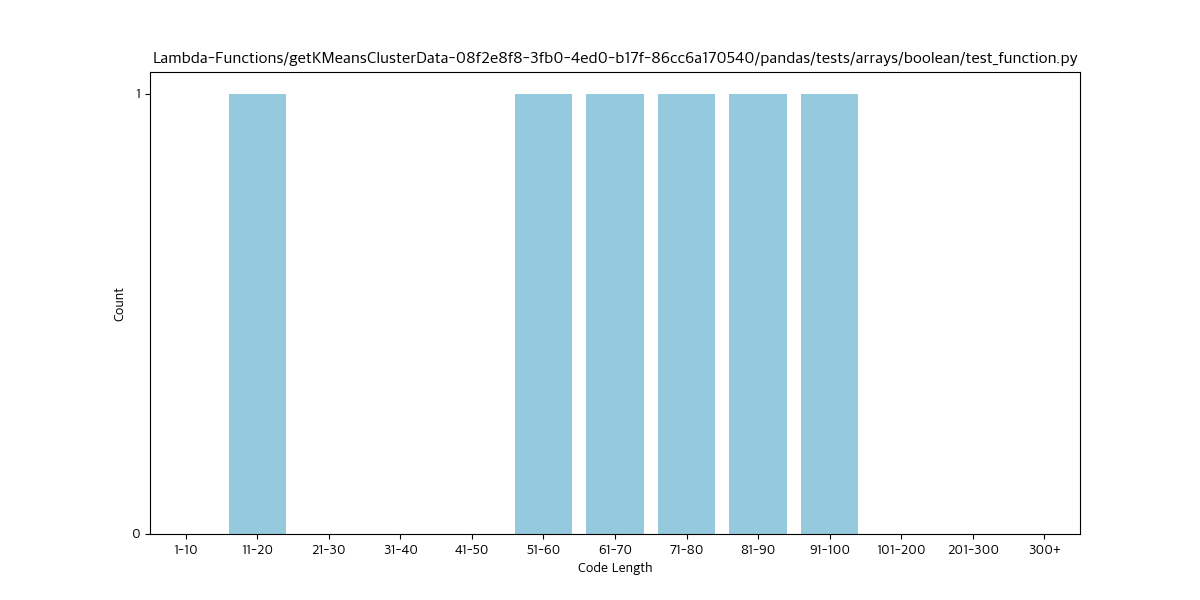 Lambda-Functions/getKMeansClusterData-08f2e8f8-3fb0-4ed0-b17f-86cc6a170540/pandas/tests/arrays/boolean/test_function.py
1
Count
0
1-10 11-20 21-30 31-40 41-50 51-60 61-70 71-80 81-90 91-100 101-200 201-300 300+
Code Length